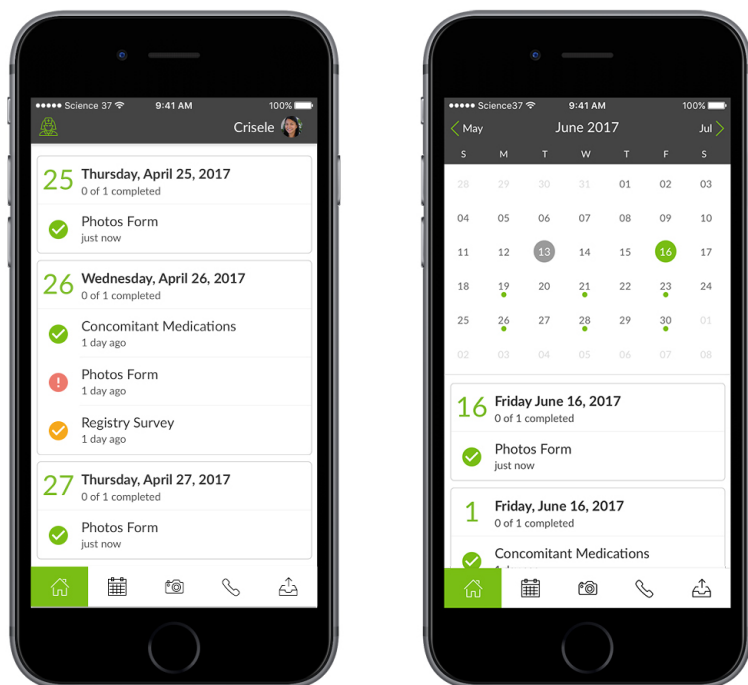 Science 37 9:41 AM 100%
Crisele
25 Thursday, April 25, 2017
0 of 1 completed
Photos Form
just now
26 Wednesday, April 26, 2017
0 of 1 completed
Concomitant Medications
1 day ago
Photos Form
1 day ago
Registry Survey
1 day ago
27 Thursday, April 27, 2017
0 of 1 completed
Photos Form
just now
Science37 9:41 AM 100%
May June 2017 Jul
S M T W T F S
28 29 30 31 01 02 03
04 05 06 07 08 09 10
11 12 13 14 15 16 17
18 19 20 21 22 23 24
25 26 27 28 29 30 01
02 03 04 05 06 07 08
16 Friday June 16, 2017
0 of 1 completed
Photos Form
just now
1 Friday, June 16, 2017
0 of 1 completed
Concomitant Medications